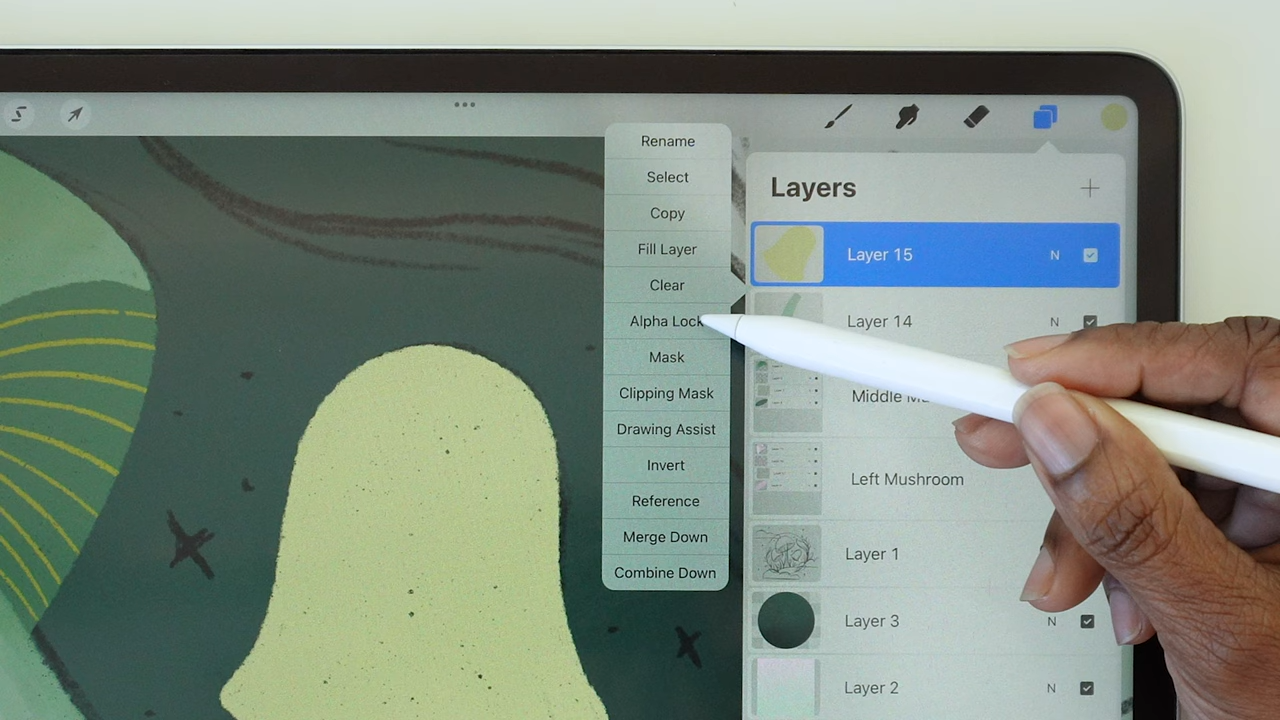 Rename
Select
Copy
Fill Layer
Clear
Alpha Lock
Mask
Clipping Mask
Drawing Assist
Invert
Reference
Merge Down
Combine Down
Layers
Layer 15 N
Layer 14 N
Left Mushroom
Layer 1
Layer 3 N
Layer 2 N